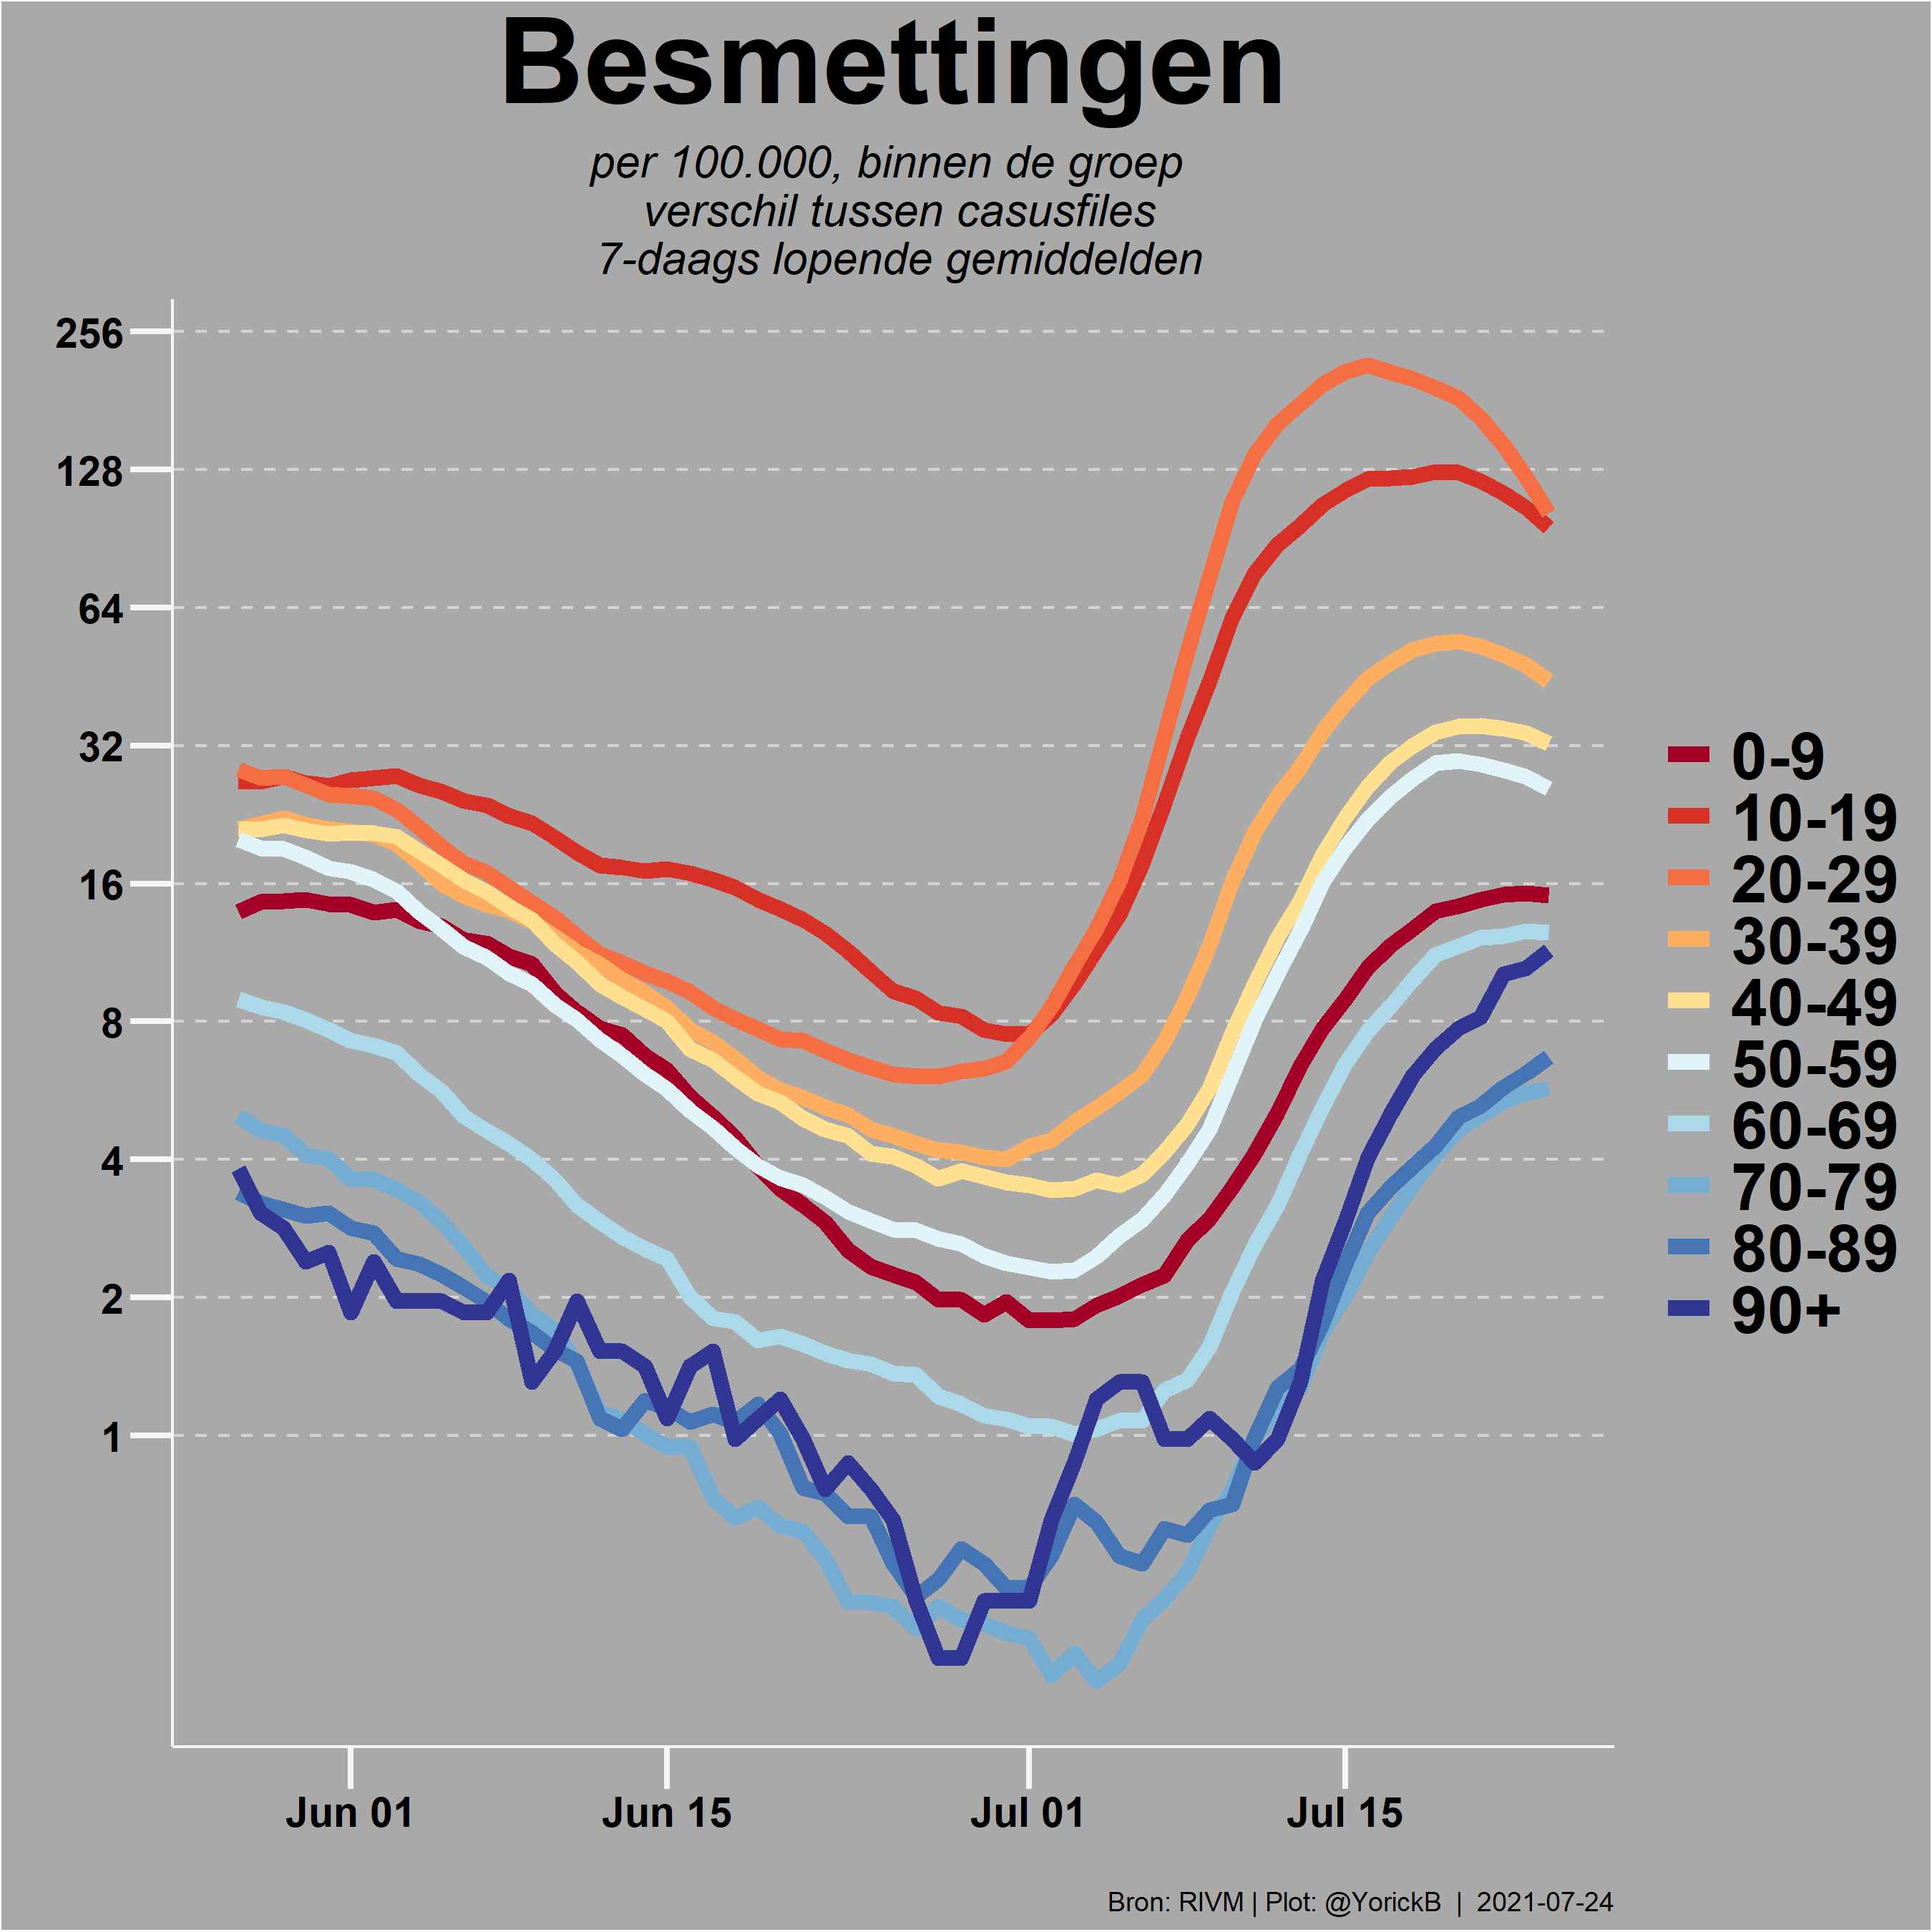 Besmettingen
per 100.000, binnen de groep
verschil tussen casusfiles
7-daags lopende gemiddelden
256
128
64
32
16
8
4
2
1
Jun 01
Jun 15
Jul 01
Jul 15
0-9
10-19
20-29
30-39
40-49
50-59
60-69
70-79
80-89
90+
Bron: RIVM | Plot: @YorickB | 2021-07-24